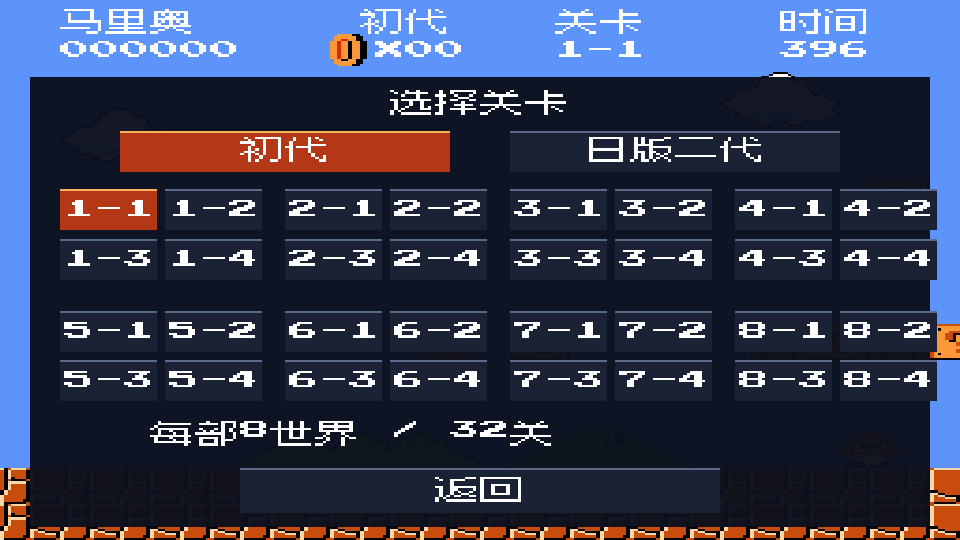 马里奥 初代 关卡 时间
000000 ×00 1-1 396
选择关卡
初代 日版二代
1-1 1-2 2-1 2-2 3-1 3-2 4-1 4-2
1-3 1-4 2-3 2-4 3-3 3-4 4-3 4-4
5-1 5-2 6-1 6-2 7-1 7-2 8-1 8-2
5-3 5-4 6-3 6-4 7-3 7-4 8-3 8-4
每部8世界 / 32关
返回